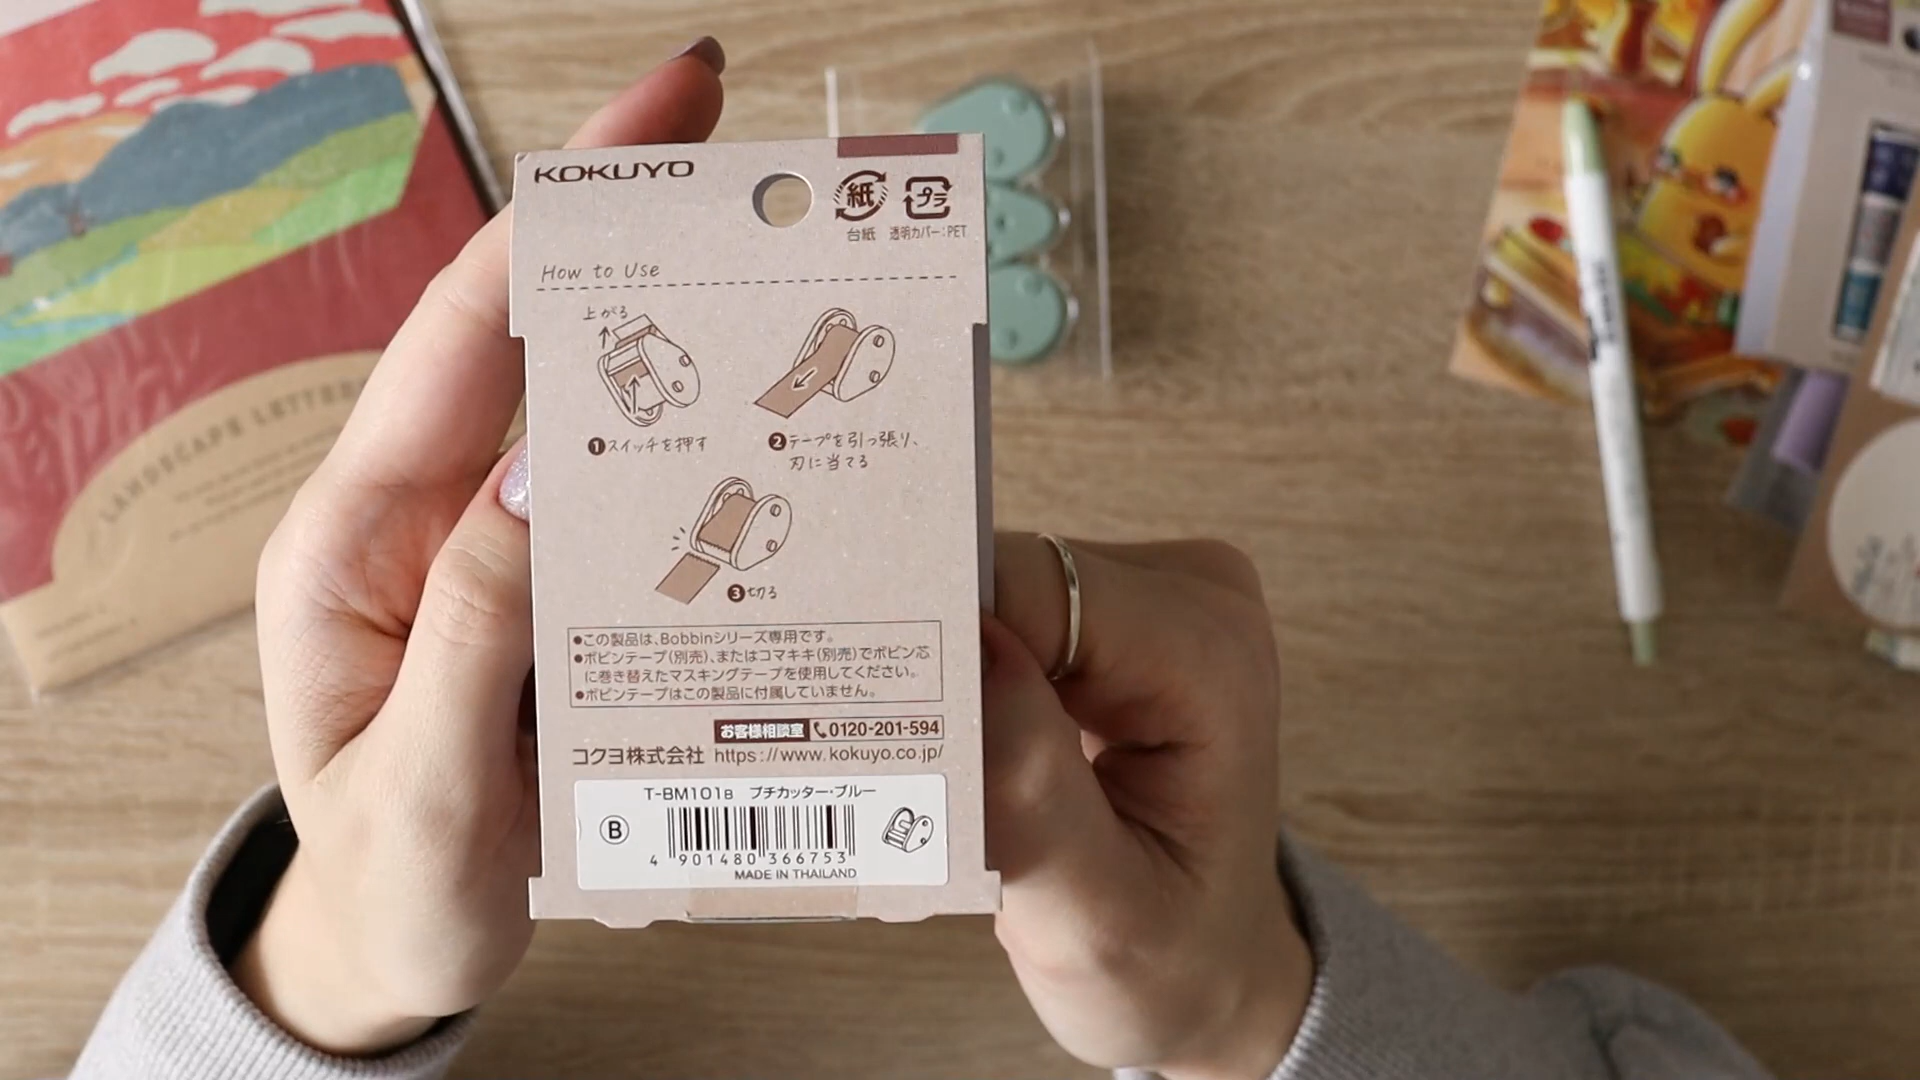 KOKUYO
紙
プラ
台紙 透明カバー:PET
How to Use
上がる
❶スイッチを押す
❷テープを引っ張り、
刃に当てる
❸切る
●この製品は、Bobbinシリーズ専用です。
●ボビンテープ(別売)、またはコマキキ(別売)でボビン芯
に巻き替えたマスキングテープを使用してください。
●ボビンテープはこの製品に付属していません。
お客様相談室 0120-201-594
コクヨ株式会社 https://www.kokuyo.co.jp/
T-BM101B プチカッター・ブルー
B
4 901480 366753
MADE IN THAILAND
LANDSCAPE LETTER